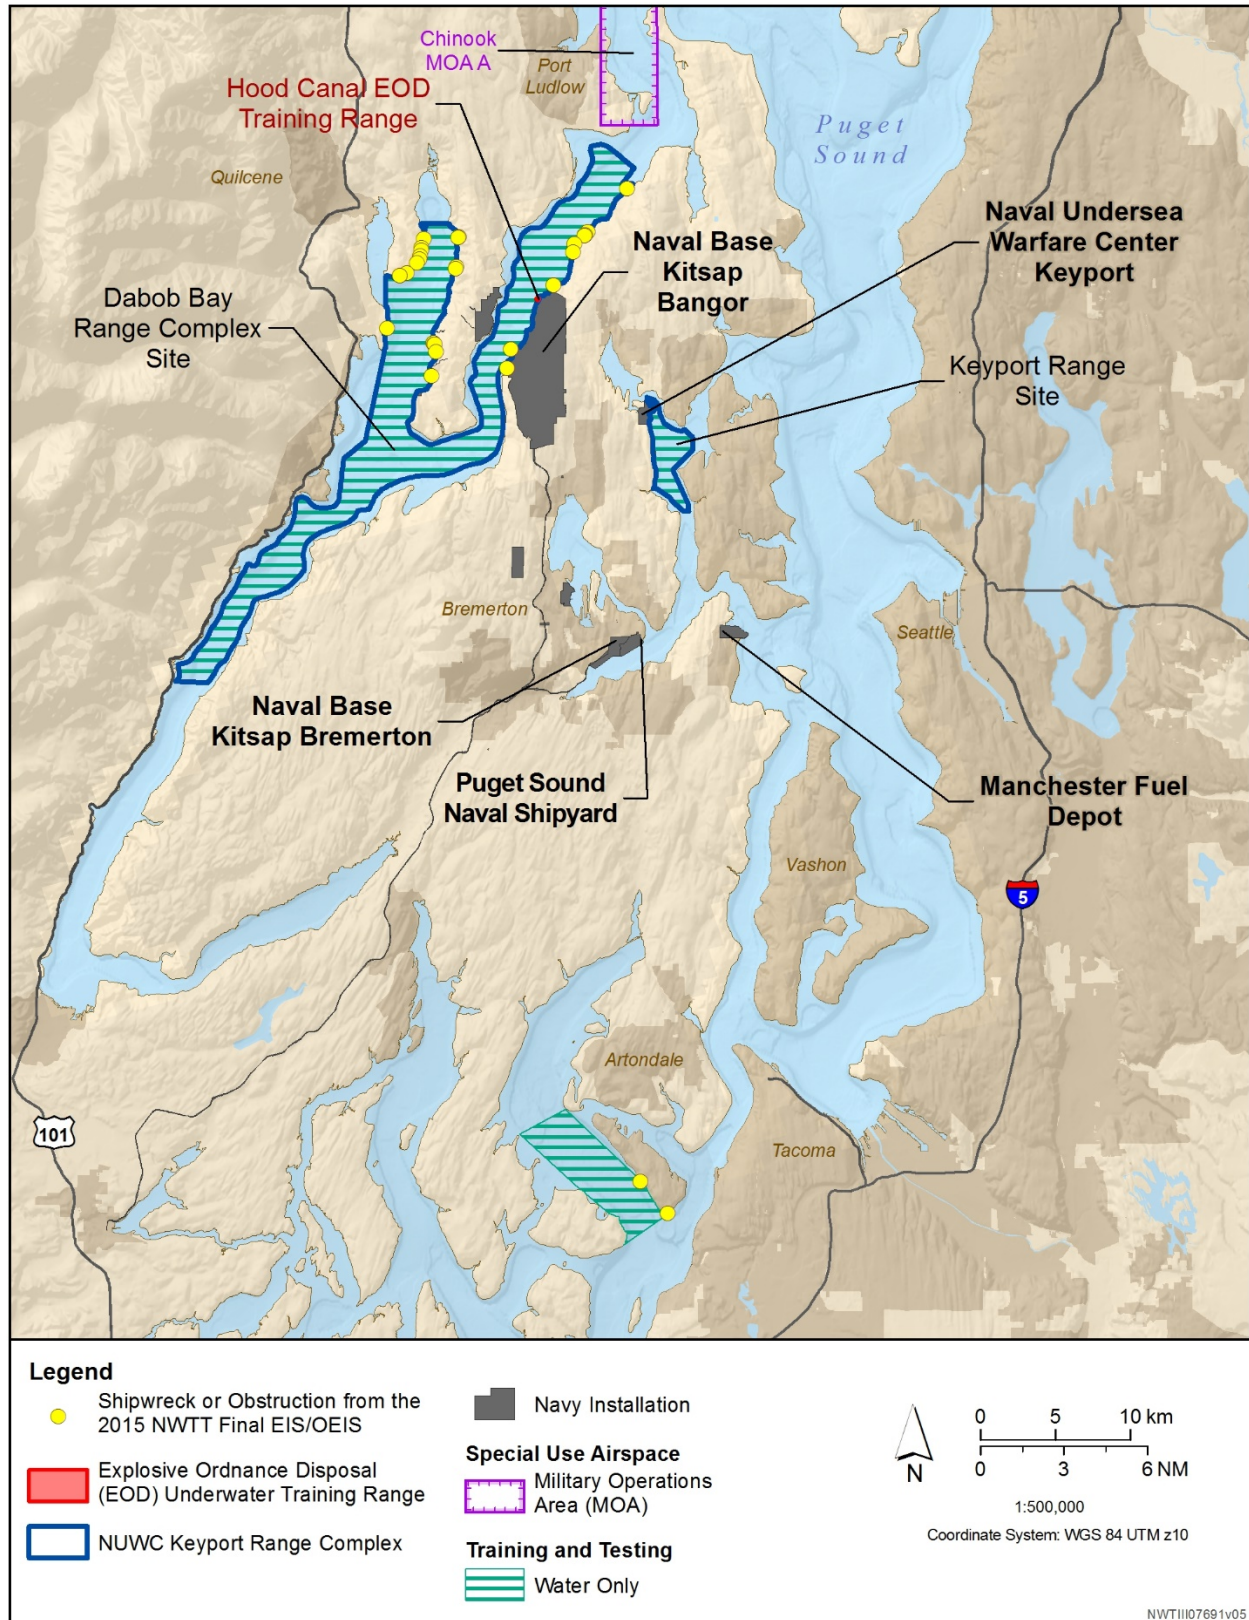 Chinook
MOA A
Port
Ludlow
Hood Canal EOD
Training Range
Puget
Sound
Quilcene
Naval Undersea
Warfare Center
Keyport
Naval Base
Kitsap
Bangor
Dabob Bay
Range Complex
Site
Keyport Range
Site
Bremerton
Seattle
Naval Base
Kitsap Bremerton
Puget Sound
Naval Shipyard
Manchester Fuel
Depot
Vashon
5
Artondale
101
Tacoma
Legend
Shipwreck or Obstruction from the
2015 NWTT Final EIS/OEIS
Explosive Ordnance Disposal
(EOD) Underwater Training Range
NUWC Keyport Range Complex
Navy Installation
Special Use Airspace
Military Operations
Area (MOA)
Training and Testing
Water Only
N
0 5 10 km
0 3 6 NM
1:500,000
Coordinate System: WGS 84 UTM z10
NWTIII07691v05